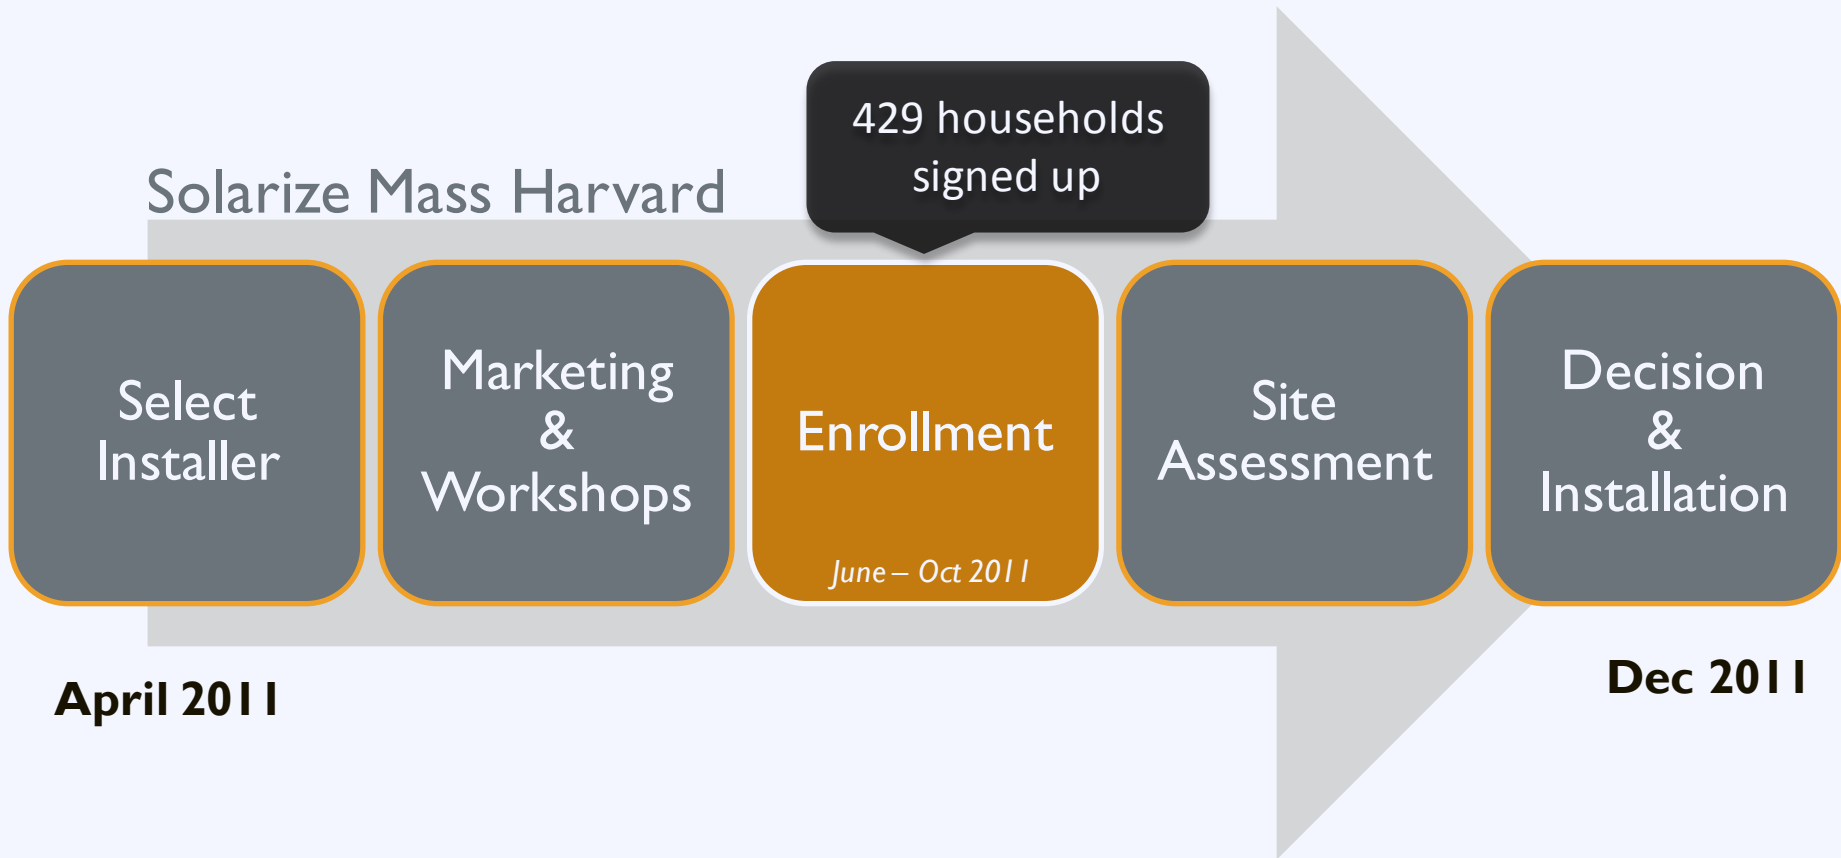 429 households
signed up
Solarize Mass Harvard
Select
Installer
Marketing
&
Workshops
Enrollment
June – Oct 2011
Site
Assessment
Decision
&
Installation
April 2011
Dec 2011